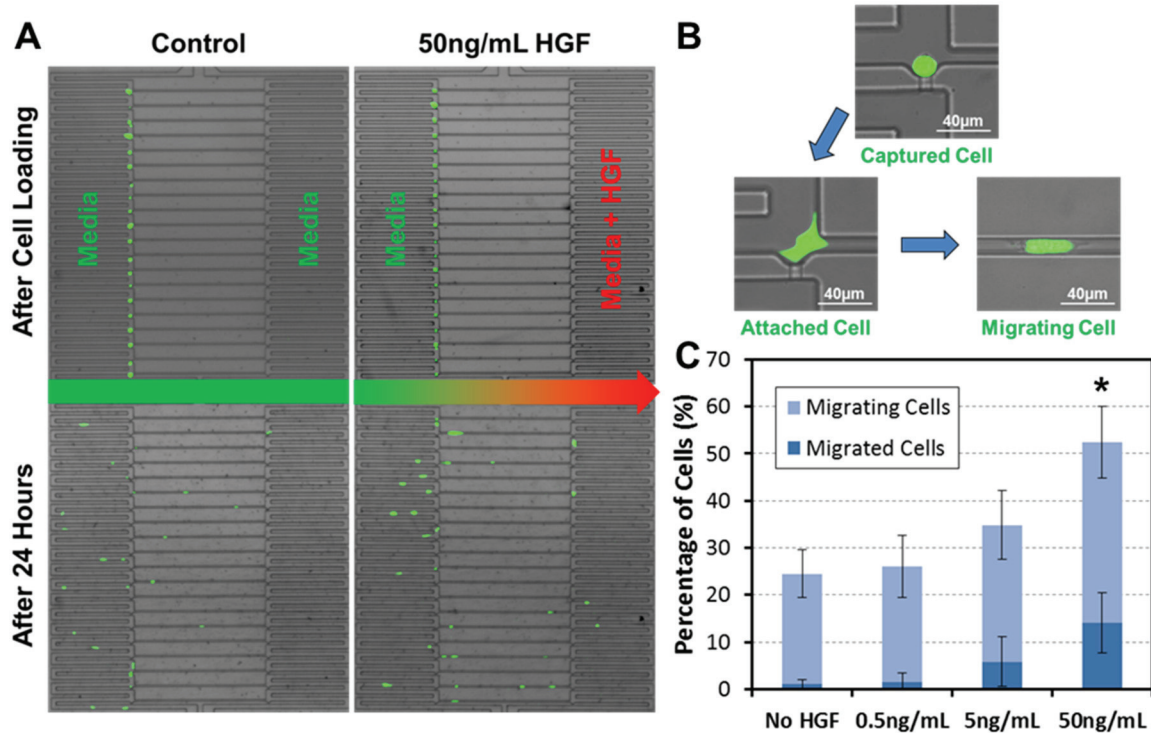 A
Control
50ng/mL HGF
After Cell Loading
Media
Media
Media
Media + HGF
After 24 Hours
B
40µm
Captured Cell
40µm
Attached Cell
40µm
Migrating Cell
C
Percentage of Cells (%)
70
60
50
40
30
20
10
0
Migrating Cells
Migrated Cells
*
No HGF
0.5ng/mL
5ng/mL
50ng/mL